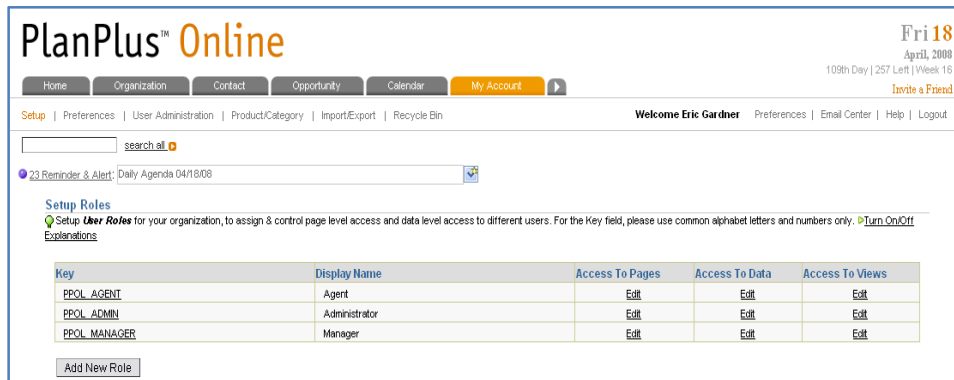 PlanPlus™ Online
Fri 18
April, 2008
109th Day | 257 Left | Week 16
Invite a Friend
Home Organization Contact Opportunity Calendar My Account
Setup | Preferences | User Administration | Product/Category | Import/Export | Recycle Bin Welcome Eric Gardner Preferences | Email Center | Help | Logout
search all
23 Reminder & Alert: Daily Agenda 04/18/08
Setup Roles
Setup User Roles for your organization, to assign & control page level access and data level access to different users. For the Key field, please use common alphabet letters and numbers only. Turn On/Off
Explanations
Key Display Name Access To Pages Access To Data Access To Views
PPOL_AGENT Agent Edit Edit Edit
PPOL_ADMIN Administrator Edit Edit Edit
PPOL_MANAGER Manager Edit Edit Edit
Add New Role